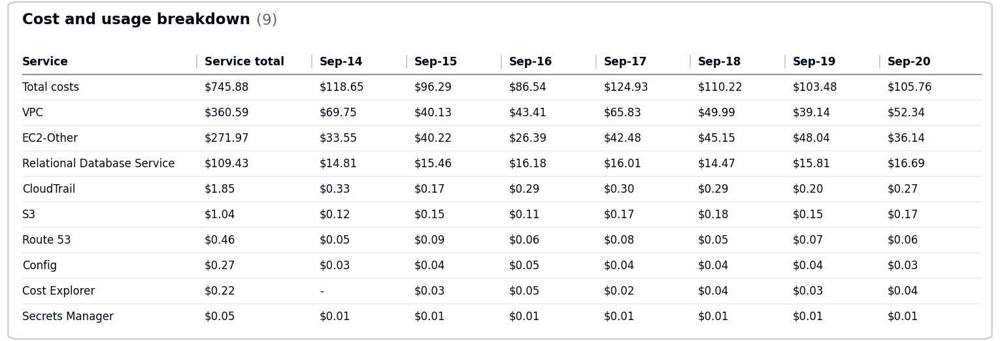 Cost and usage breakdown (9)
Service Service total Sep-14 Sep-15 Sep-16 Sep-17 Sep-18 Sep-19 Sep-20
Total costs $745.88 $118.65 $96.29 $86.54 $124.93 $110.22 $103.48 $105.76
VPC $360.59 $69.75 $40.13 $43.41 $65.83 $49.99 $39.14 $52.34
EC2-Other $271.97 $33.55 $40.22 $26.39 $42.48 $45.15 $48.04 $36.14
Relational Database Service $109.43 $14.81 $15.46 $16.18 $16.01 $14.47 $15.81 $16.69
CloudTrail $1.85 $0.33 $0.17 $0.29 $0.30 $0.29 $0.20 $0.27
S3 $1.04 $0.12 $0.15 $0.11 $0.17 $0.18 $0.15 $0.17
Route 53 $0.46 $0.05 $0.09 $0.06 $0.08 $0.05 $0.07 $0.06
Config $0.27 $0.03 $0.04 $0.05 $0.04 $0.04 $0.04 $0.03
Cost Explorer $0.22 - $0.03 $0.05 $0.02 $0.04 $0.03 $0.04
Secrets Manager $0.05 $0.01 $0.01 $0.01 $0.01 $0.01 $0.01 $0.01